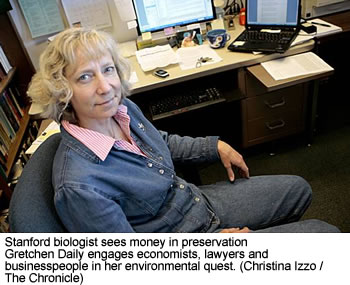 Stanford biologist sees money in preservation
Gretchen Daily engages economists, lawyers and
businesspeople in her environmental quest. (Christina Izzo /
The Chronicle)